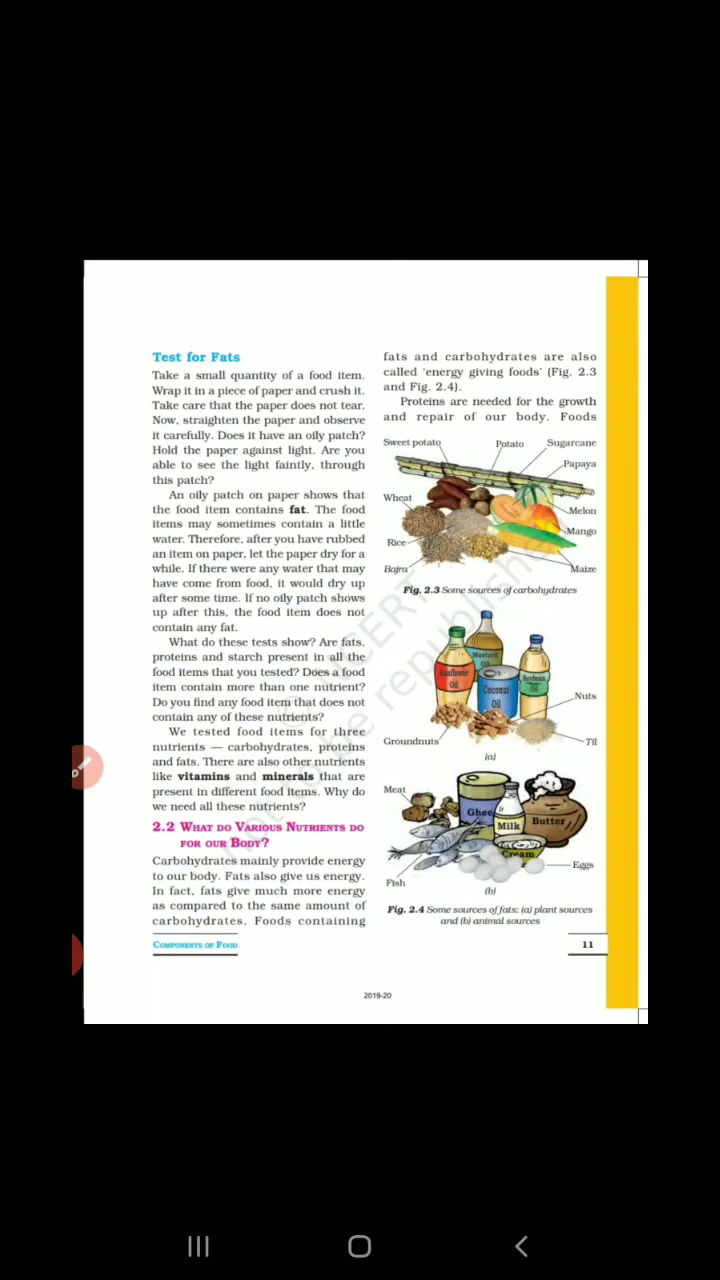 Test for Fats
Take a small quantity of a food item.
Wrap it in a piece of paper and crush it.
Take care that the paper does not tear.
Now, straighten the paper and observe
it carefully. Does it have an oily patch?
Hold the paper against light. Are you
able to see the light faintly, through
this patch?
An oily patch on paper shows that
the food item contains fat. The food
items may sometimes contain a little
water. Therefore, after you have rubbed
an item on paper, let the paper dry for a
while. If there were any water that may
have come from food, it would dry up
after some time. If no oily patch shows
up after this, the food item does not
contain any fat.
What do these tests show? Are fats,
proteins and starch present in all the
food items that you tested? Does a food
item contain more than one nutrient?
Do you find any food item that does not
contain any of these nutrients?
We tested food items for three
nutrients — carbohydrates, proteins
and fats. There are also other nutrients
like vitamins and minerals that are
present in different food items. Why do
we need all these nutrients?
2.2 WHAT DO VARIOUS NUTRIENTS DO
FOR OUR BODY?
Carbohydrates mainly provide energy
to our body. Fats also give us energy.
In fact, fats give much more energy
as compared to the same amount of
carbohydrates. Foods containing
fats and carbohydrates are also
called 'energy giving foods' (Fig. 2.3
and Fig. 2.4).
Proteins are needed for the growth
and repair of our body. Foods
Sweet potato
Potato
Sugarcane
Papaya
Wheat
Melon
Mango
Rice
Bajra
Maize
Fig. 2.3 Some sources of carbohydrates
Mustard
Oil
Sunflower
Oil
Soybean
Oil
Coconut
Oil
Nuts
Groundnuts
Til
(a)
Meat
Ghee
Milk
Butter
Cream
Eggs
Fish
(b)
Fig. 2.4 Some sources of fats: (a) plant sources
and (b) animal sources
COMPONENTS OF FOOD
11
2019-20
© NCERT
not to be republished